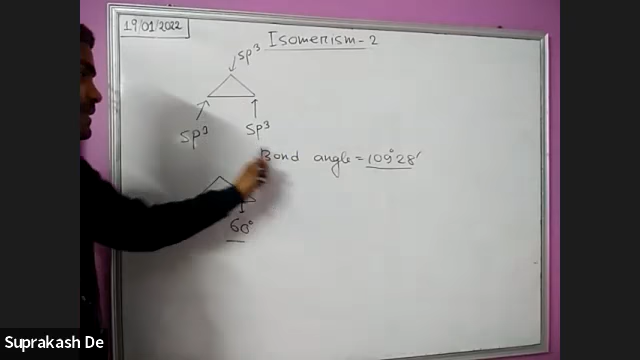 19/01/2022
Isomerism-2
sp³
sp³
sp³
Bond angle = 109°28′
60°
Suprakash De